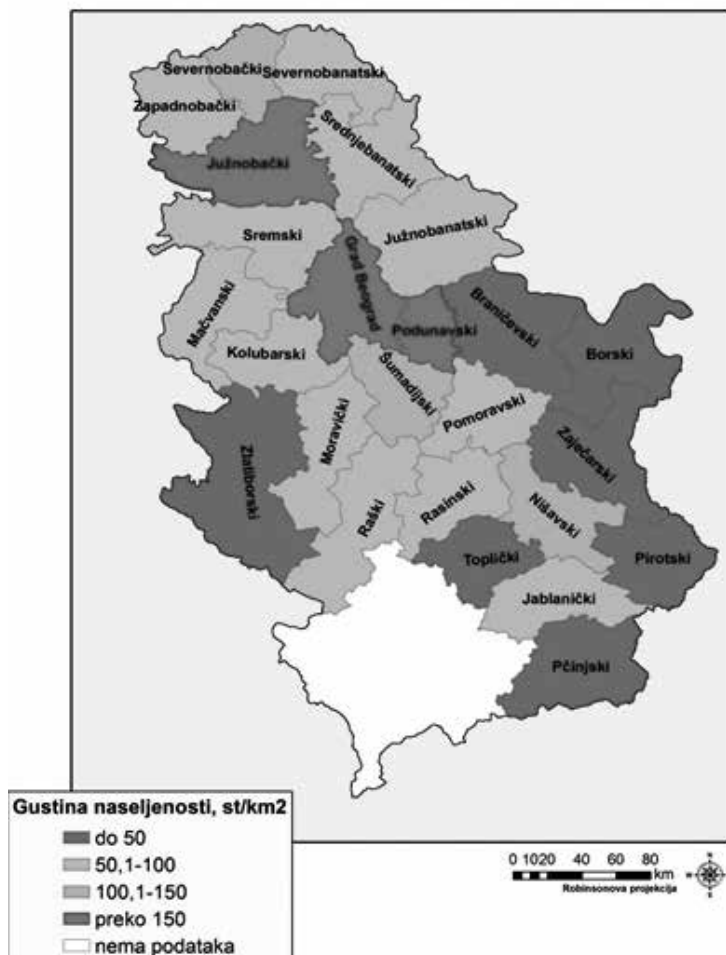 Severnobački
Severnobanatski
Zapadnobački
Srednjebanatski
Južnobački
Južnobanatski
Sremski
Grad Beograd
Braničevski
Mačvanski
Podunavski
Borski
Kolubarski
Šumadijski
Pomoravski
Moravički
Zaječarski
Zlatiborski
Raški
Rasinski
Nišavski
Toplički
Pirotski
Jablanički
Pčinjski
Gustina naseljenosti, st/km2
do 50
50,1-100
100,1-150
preko 150
nema podataka
0 1020 40 60 80
km
Robinsonova projekcija